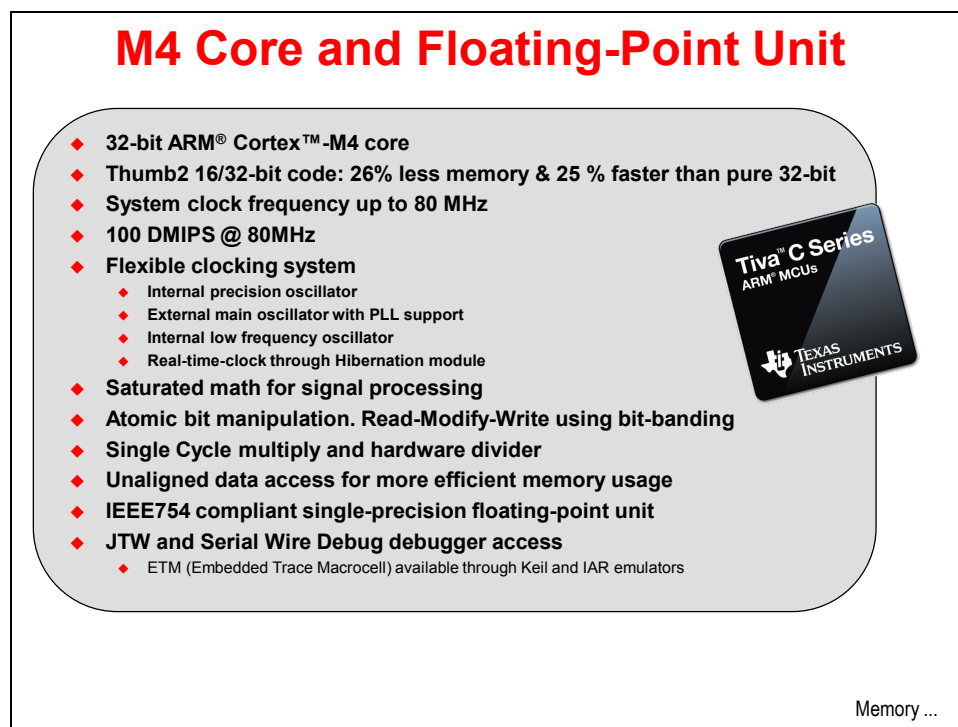 M4 Core and Floating-Point Unit
32-bit ARM® Cortex™-M4 core
Thumb2 16/32-bit code: 26% less memory & 25 % faster than pure 32-bit
System clock frequency up to 80 MHz
100 DMIPS @ 80MHz
Flexible clocking system
Internal precision oscillator
External main oscillator with PLL support
Internal low frequency oscillator
Real-time-clock through Hibernation module
Saturated math for signal processing
Atomic bit manipulation. Read-Modify-Write using bit-banding
Single Cycle multiply and hardware divider
Unaligned data access for more efficient memory usage
IEEE754 compliant single-precision floating-point unit
JTW and Serial Wire Debug debugger access
ETM (Embedded Trace Macrocell) available through Keil and IAR emulators
Tiva™ C Series
ARM® MCUs
TEXAS
INSTRUMENTS
Memory ...